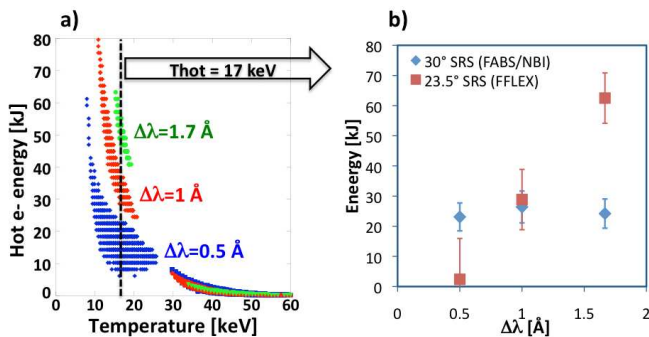 a)
80
70
60
50
40
30
20
10
0
Hot e- energy [kJ]
Thot = 17 keV
Δλ=1.7 Å
Δλ=1 Å
Δλ=0.5 Å
0 10 20 30 40 50 60
Temperature [keV]
b)
80
70
60
50
40
30
20
10
0
Eneergy [kJ]
30° SRS (FABS/NBI)
23.5° SRS (FFLEX)
0 0.5 1 1.5 2
Δλ [Å]